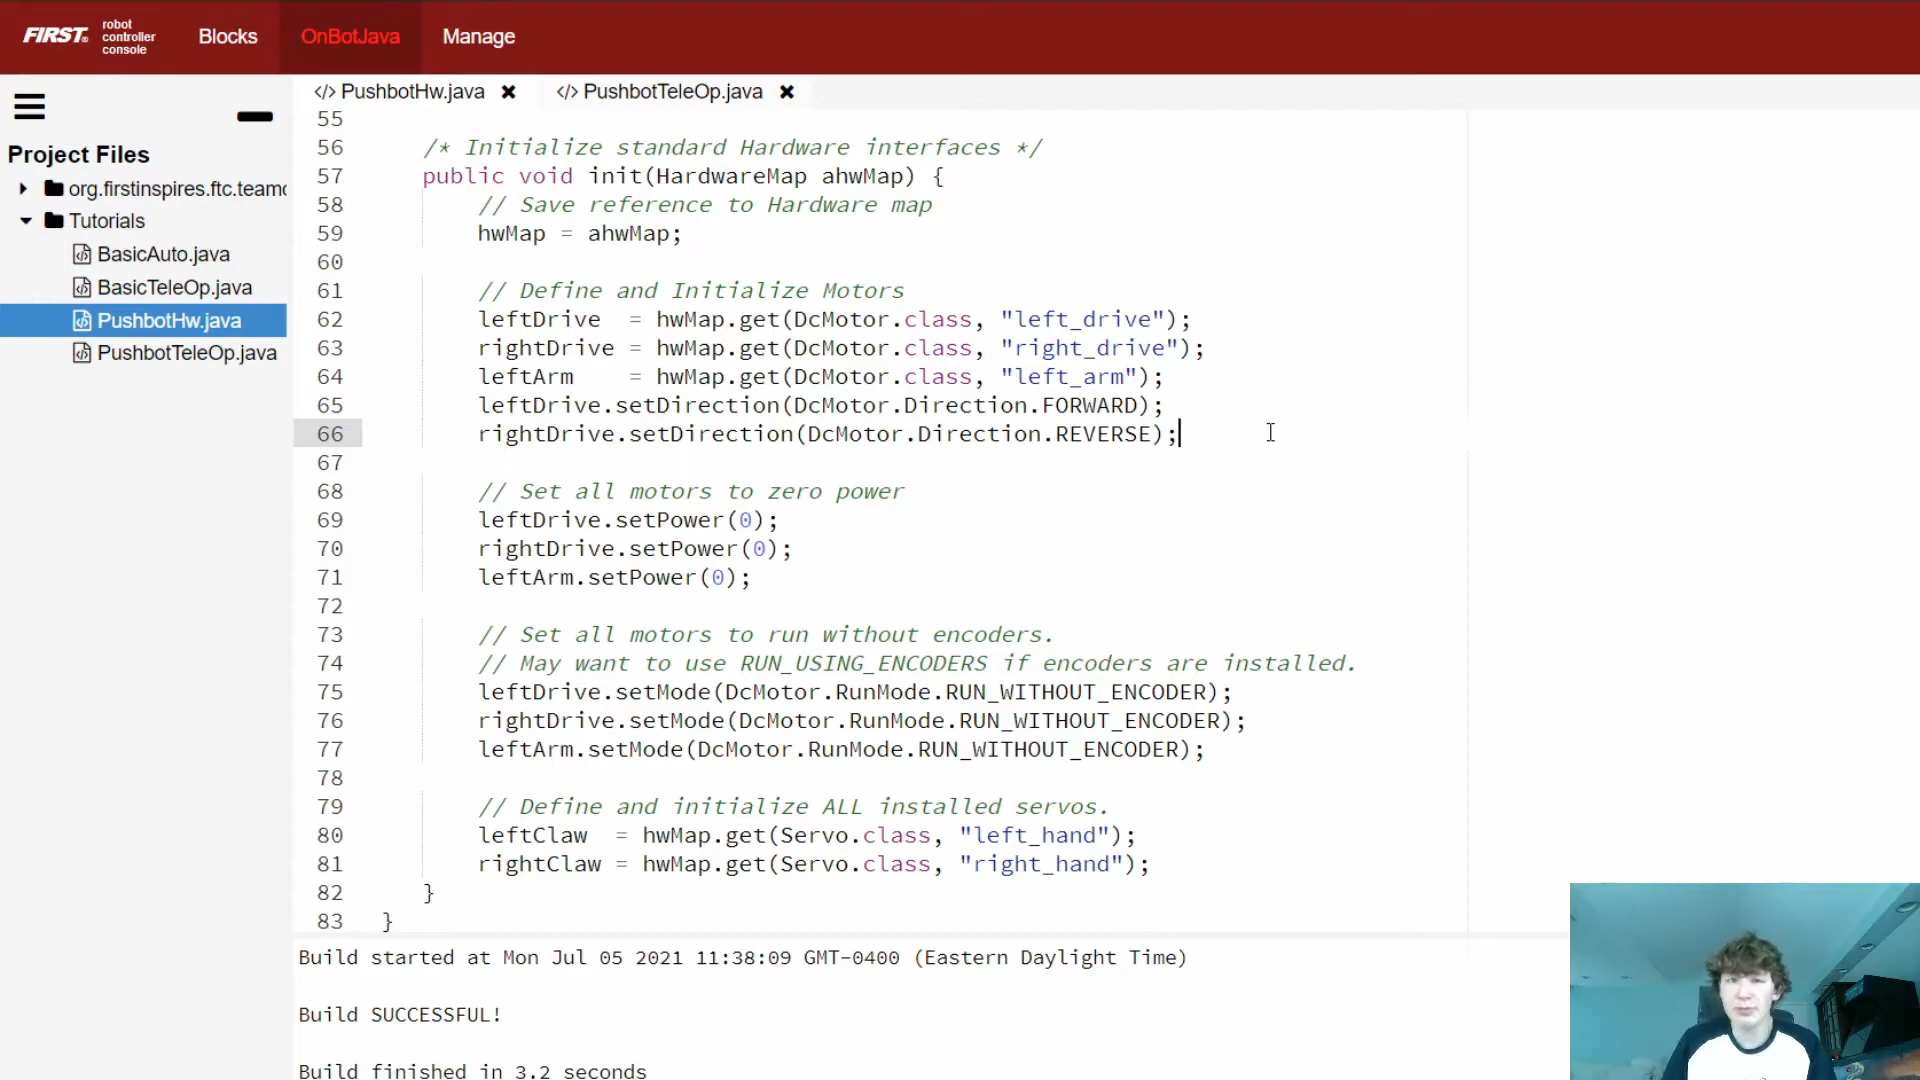 FIRST® robot controller console
Blocks
OnBotJava
Manage
</> PushbotHw.java ✖
</> PushbotTeleOp.java ✖
Project Files
org.firstinspires.ftc.teamc
Tutorials
BasicAuto.java
BasicTeleOp.java
PushbotHw.java
PushbotTeleOp.java
55
56 /* Initialize standard Hardware interfaces */
57 public void init(HardwareMap ahwMap) {
58 // Save reference to Hardware map
59 hwMap = ahwMap;
60
61 // Define and Initialize Motors
62 leftDrive  = hwMap.get(DcMotor.class, "left_drive");
63 rightDrive = hwMap.get(DcMotor.class, "right_drive");
64 leftArm    = hwMap.get(DcMotor.class, "left_arm");
65 leftDrive.setDirection(DcMotor.Direction.FORWARD);
66 rightDrive.setDirection(DcMotor.Direction.REVERSE);
67
68 // Set all motors to zero power
69 leftDrive.setPower(0);
70 rightDrive.setPower(0);
71 leftArm.setPower(0);
72
73 // Set all motors to run without encoders.
74 // May want to use RUN_USING_ENCODERS if encoders are installed.
75 leftDrive.setMode(DcMotor.RunMode.RUN_WITHOUT_ENCODER);
76 rightDrive.setMode(DcMotor.RunMode.RUN_WITHOUT_ENCODER);
77 leftArm.setMode(DcMotor.RunMode.RUN_WITHOUT_ENCODER);
78
79 // Define and initialize ALL installed servos.
80 leftClaw  = hwMap.get(Servo.class, "left_hand");
81 rightClaw = hwMap.get(Servo.class, "right_hand");
82 }
83 }
Build started at Mon Jul 05 2021 11:38:09 GMT-0400 (Eastern Daylight Time)
Build SUCCESSFUL!
Build finished in 3.2 seconds